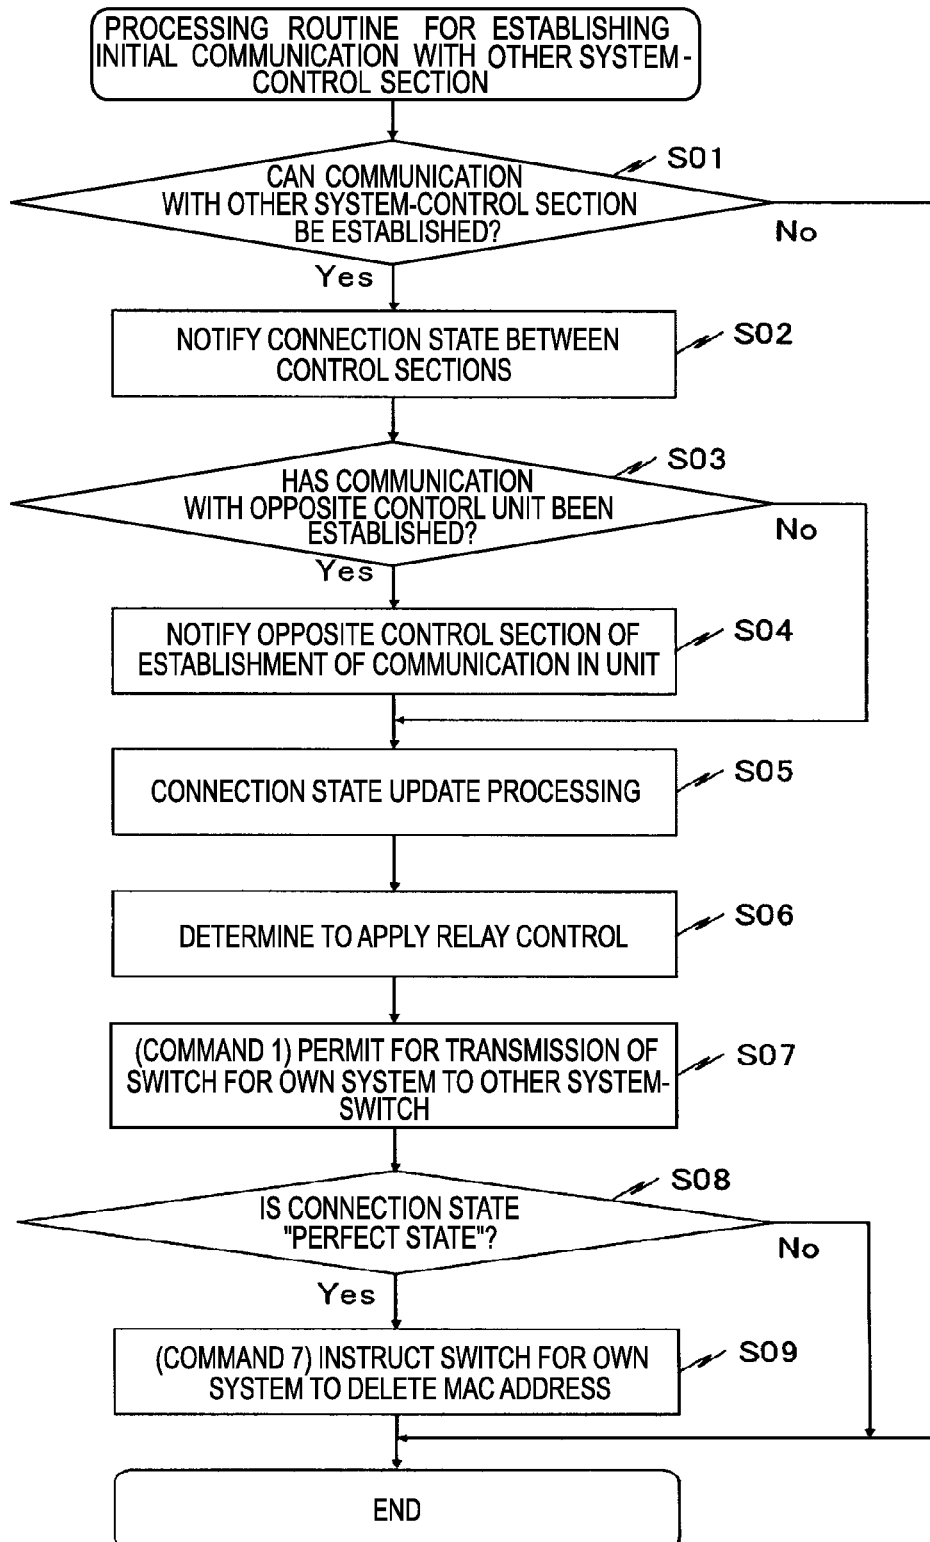 PROCESSING ROUTINE FOR ESTABLISHING
INITIAL COMMUNICATION WITH OTHER SYSTEM-
CONTROL SECTION
S01
CAN COMMUNICATION
WITH OTHER SYSTEM-CONTROL SECTION
BE ESTABLISHED?
No
Yes
S02
NOTIFY CONNECTION STATE BETWEEN
CONTROL SECTIONS
S03
HAS COMMUNICATION
WITH OPPOSITE CONTORL UNIT BEEN
ESTABLISHED?
No
Yes
S04
NOTIFY OPPOSITE CONTROL SECTION OF
ESTABLISHMENT OF COMMUNICATION IN UNIT
S05
CONNECTION STATE UPDATE PROCESSING
S06
DETERMINE TO APPLY RELAY CONTROL
S07
(COMMAND 1) PERMIT FOR TRANSMISSION OF
SWITCH FOR OWN SYSTEM TO OTHER SYSTEM-
SWITCH
S08
IS CONNECTION STATE
"PERFECT STATE"?
No
Yes
S09
(COMMAND 7) INSTRUCT SWITCH FOR OWN
SYSTEM TO DELETE MAC ADDRESS
END